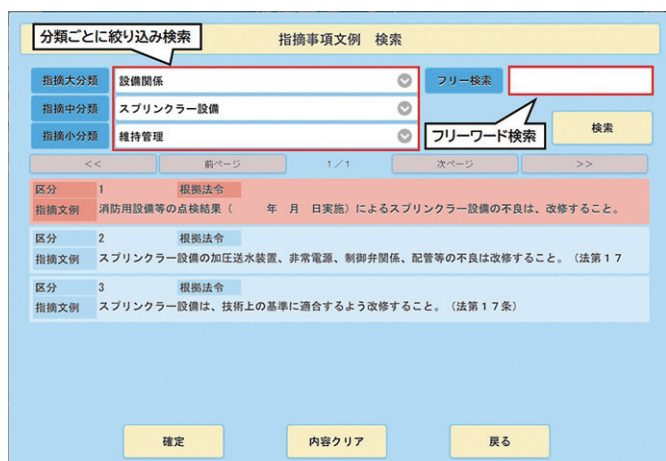 分類ごとに絞り込み検索
指摘事項文例 検索
指摘大分類 設備関係 フリー検索
指摘中分類 スプリンクラー設備
指摘小分類 維持管理 フリーワード検索 検索
<< 前ページ 1/1 次ページ >>
区分 1 根拠法令
指摘文例 消防用設備等の点検結果( 年 月 日実施)によるスプリンクラー設備の不良は、改修すること。
区分 2 根拠法令
指摘文例 スプリンクラー設備の加圧送水装置、非常電源、制御弁関係、配管等の不良は改修すること。(法第17
区分 3 根拠法令
指摘文例 スプリンクラー設備は、技術上の基準に適合するよう改修すること。(法第17条)
確定 内容クリア 戻る